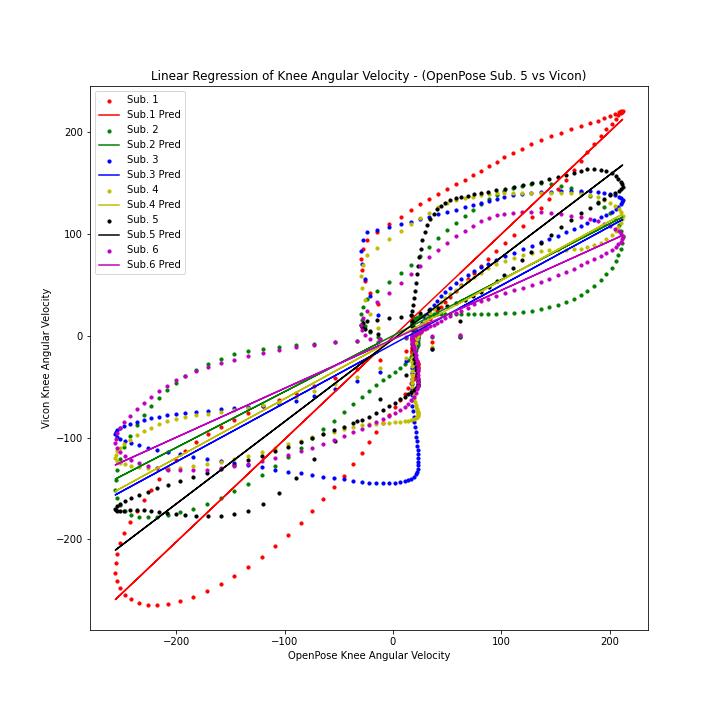 Linear Regression of Knee Angular Velocity - (OpenPose Sub. 5 vs Vicon)
Sub. 1
Sub.1 Pred
Sub. 2
Sub.2 Pred
Sub. 3
Sub.3 Pred
Sub. 4
Sub.4 Pred
Sub. 5
Sub.5 Pred
Sub. 6
Sub.6 Pred
Vicon Knee Angular Velocity
200
100
0
−100
−200
−200
−100
0
100
200
OpenPose Knee Angular Velocity